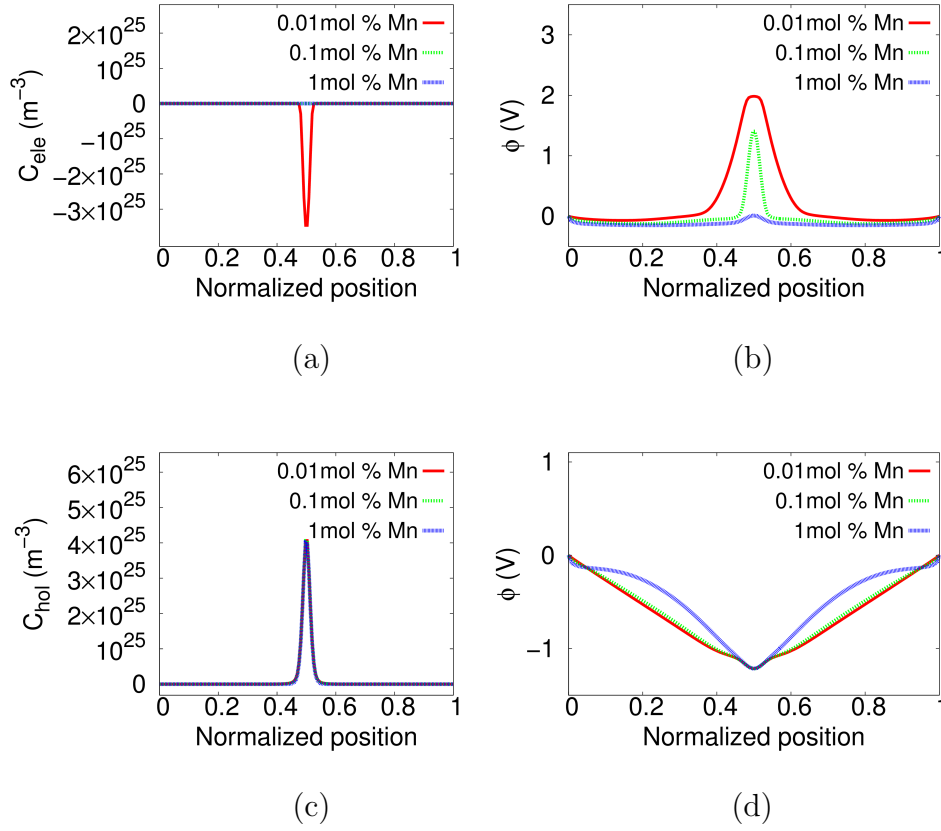 2×10^25
10^25
0
−10^25
−2×10^25
−3×10^25
C_ele (m^−3)
0.01mol % Mn
0.1mol % Mn
1mol % Mn
0 0.2 0.4 0.6 0.8 1
Normalized position
(a)
3
2
1
0
ϕ (V)
0.01mol % Mn
0.1mol % Mn
1mol % Mn
0 0.2 0.4 0.6 0.8 1
Normalized position
(b)
6×10^25
5×10^25
4×10^25
3×10^25
2×10^25
10^25
0
C_hol (m^−3)
0.01mol % Mn
0.1mol % Mn
1mol % Mn
0 0.2 0.4 0.6 0.8 1
Normalized position
(c)
1
0
−1
ϕ (V)
0.01mol % Mn
0.1mol % Mn
1mol % Mn
0 0.2 0.4 0.6 0.8 1
Normalized position
(d)